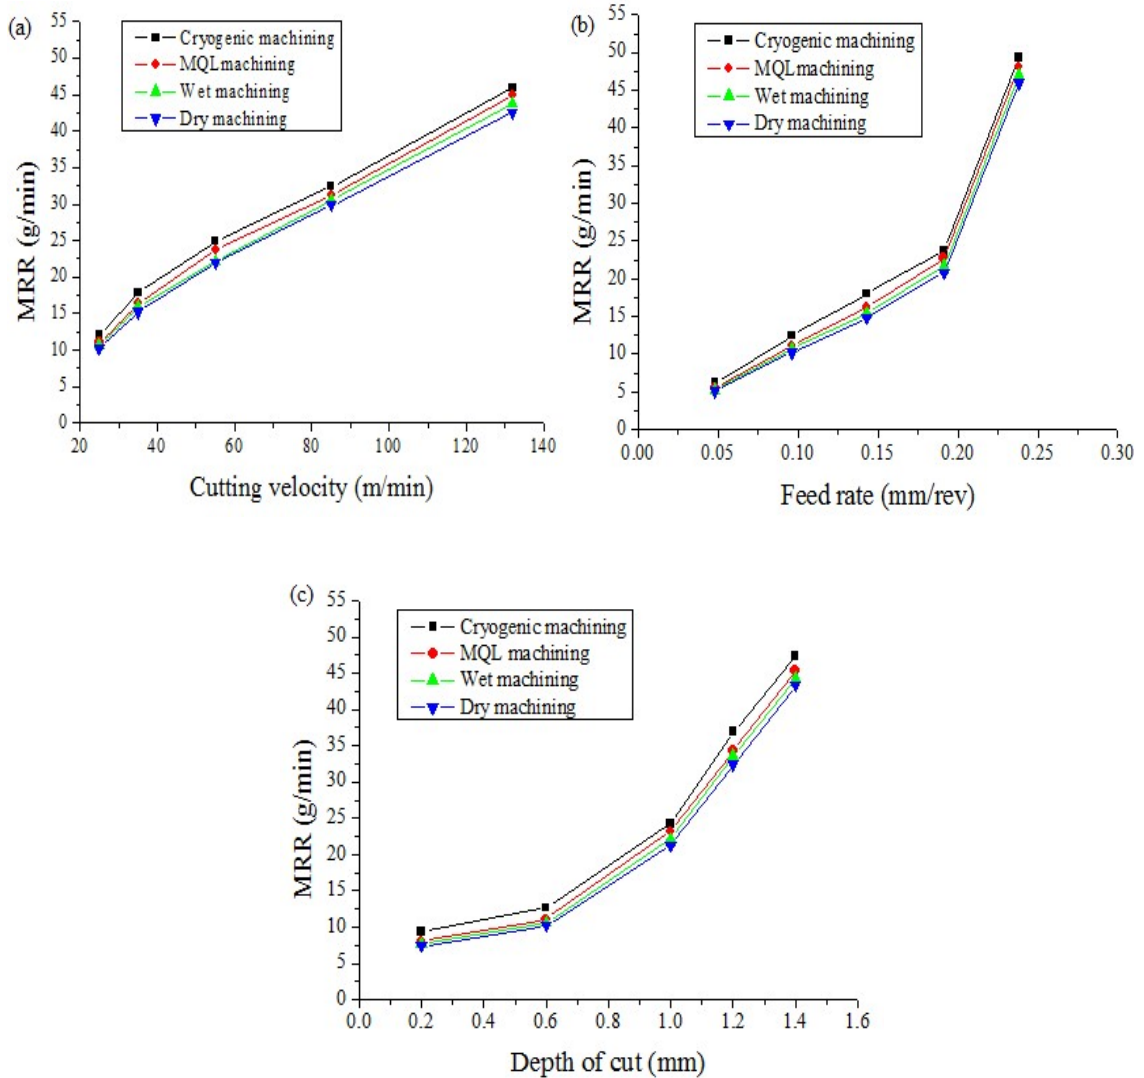 (a)
Cryogenic machining
MQL machining
Wet machining
Dry machining
55
50
45
40
35
30
25
20
15
10
5
0
MRR (g/min)
20 40 60 80 100 120 140
Cutting velocity (m/min)
(b)
Cryogenic machining
MQL machining
Wet machining
Dry machining
55
50
45
40
35
30
25
20
15
10
5
0
MRR (g/min)
0.00 0.05 0.10 0.15 0.20 0.25 0.30
Feed rate (mm/rev)
(c)
Cryogenic machining
MQL machining
Wet machining
Dry machining
55
50
45
40
35
30
25
20
15
10
5
0
MRR (g/min)
0.0 0.2 0.4 0.6 0.8 1.0 1.2 1.4 1.6
Depth of cut (mm)